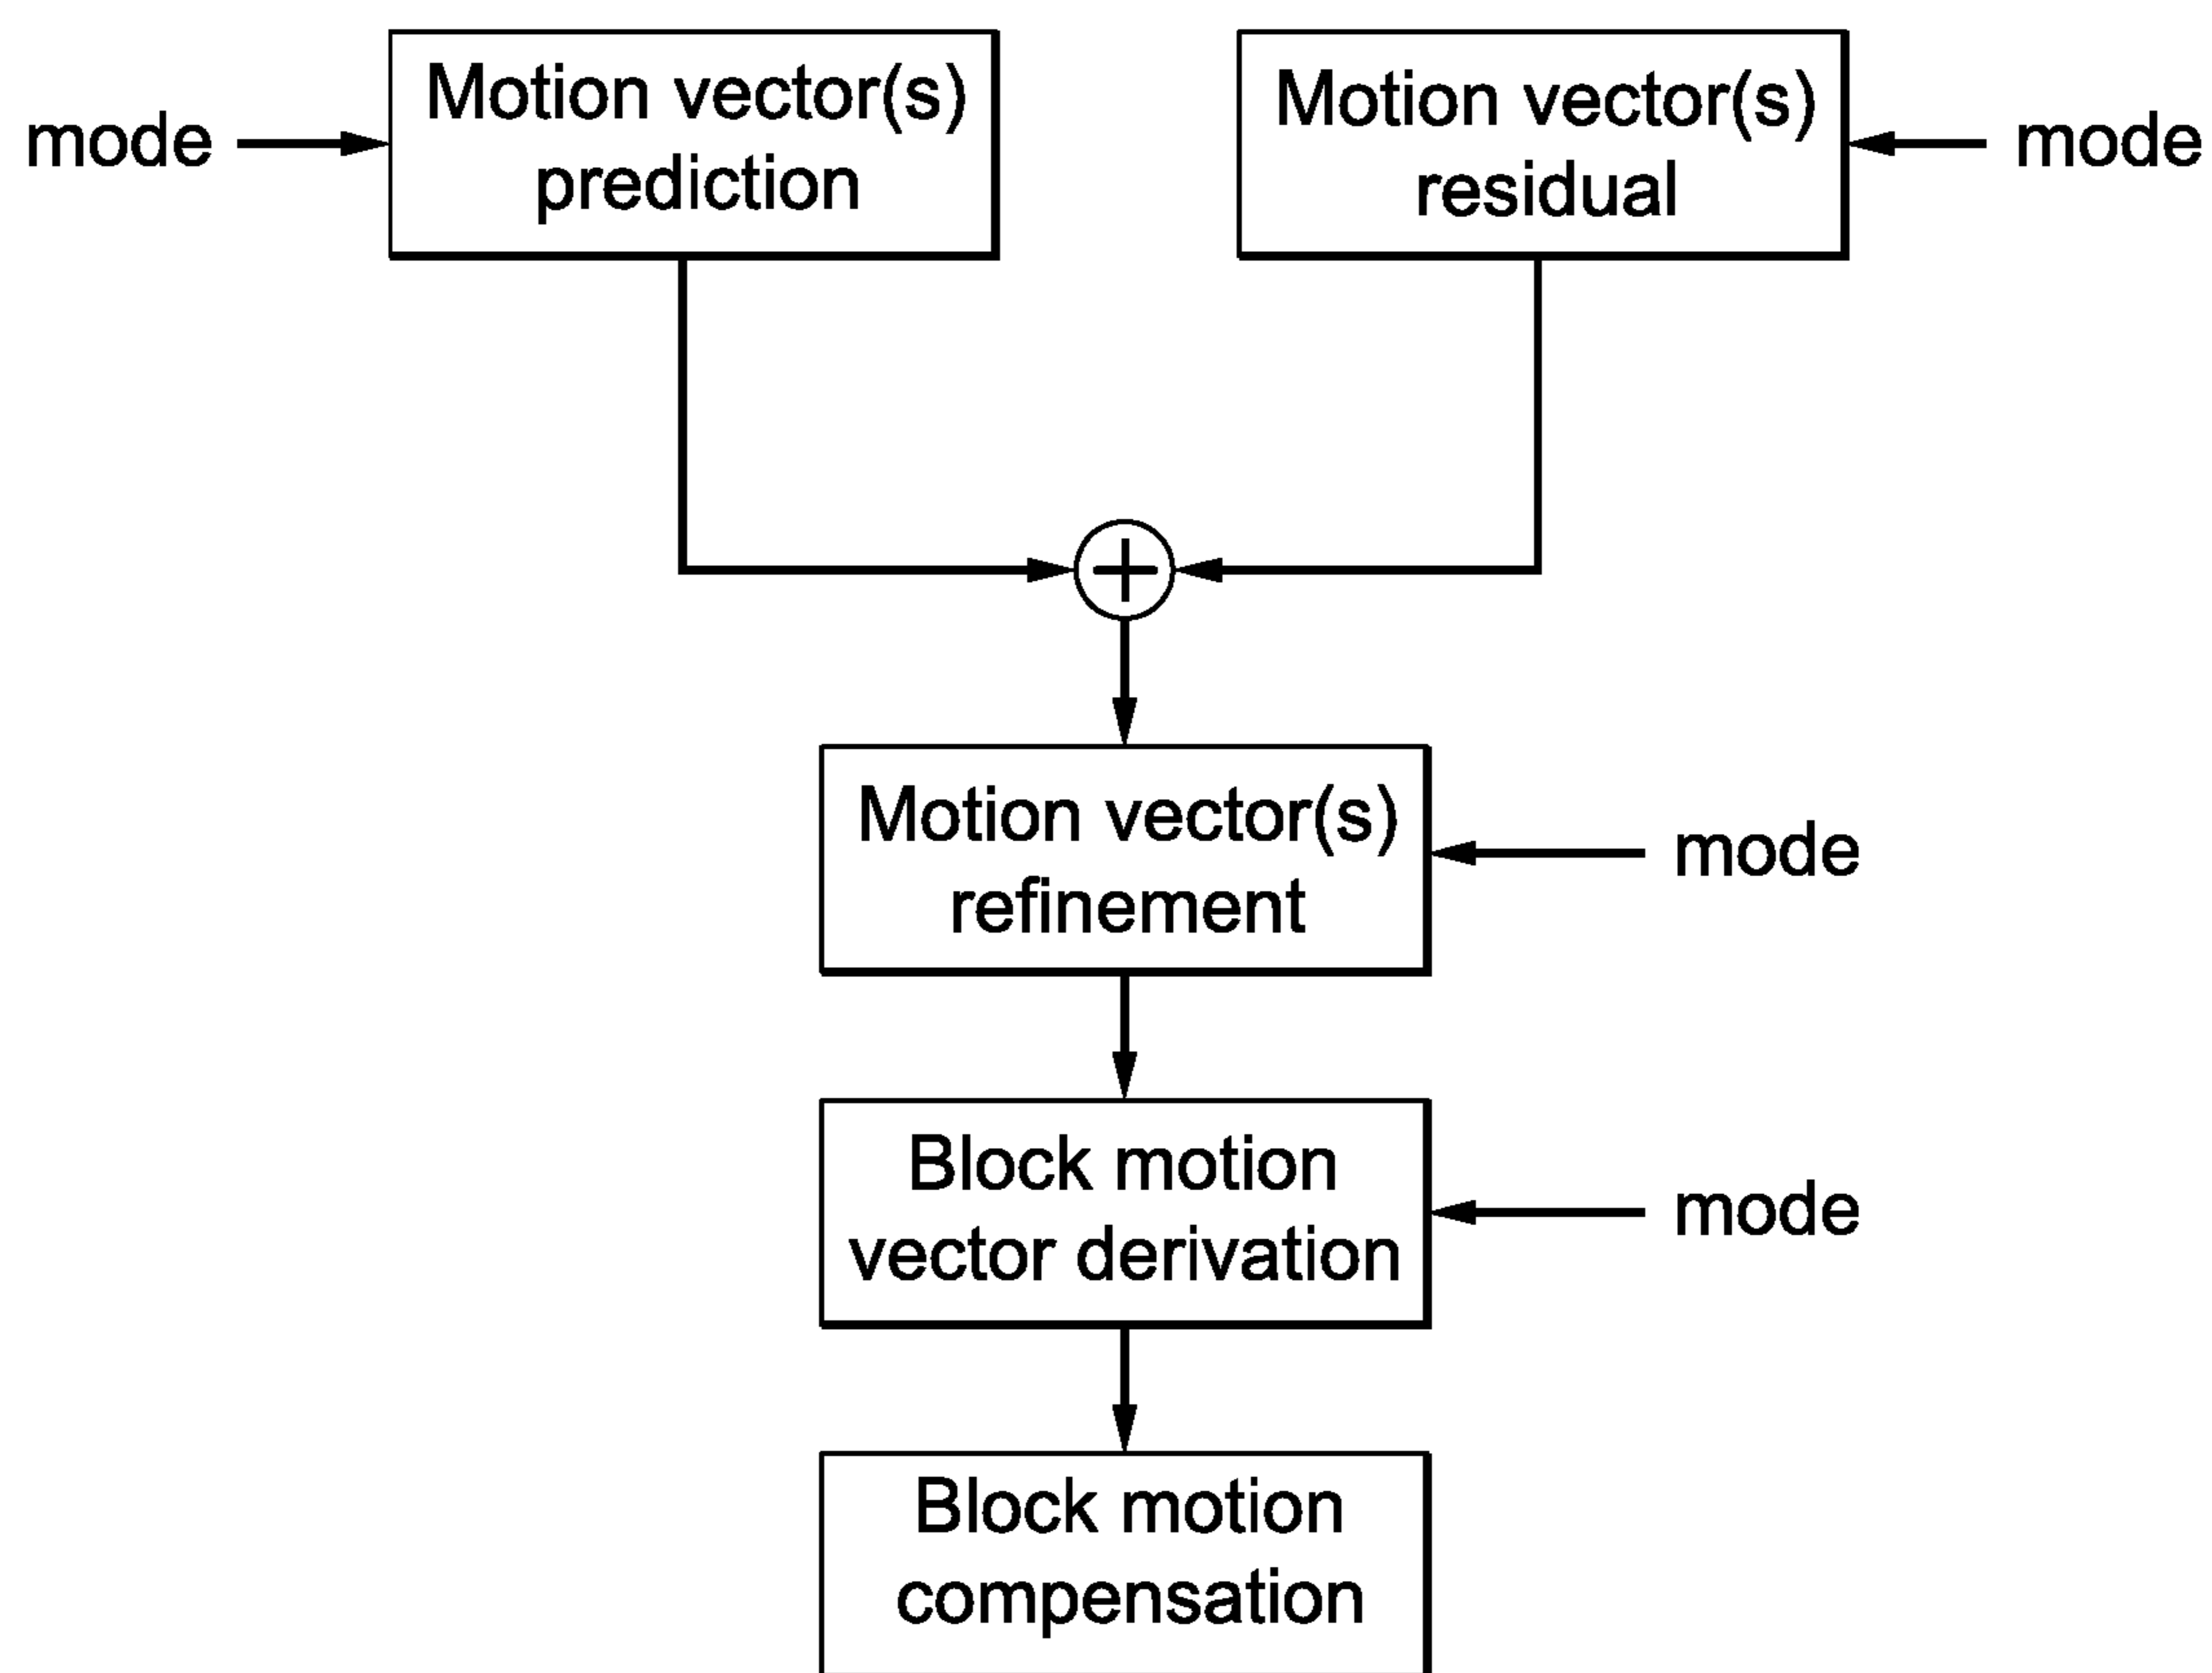 Motion vector(s)
prediction
Motion vector(s)
residual
mode
mode
Motion vector(s)
refinement
mode
Block motion
vector derivation
mode
Block motion
compensation